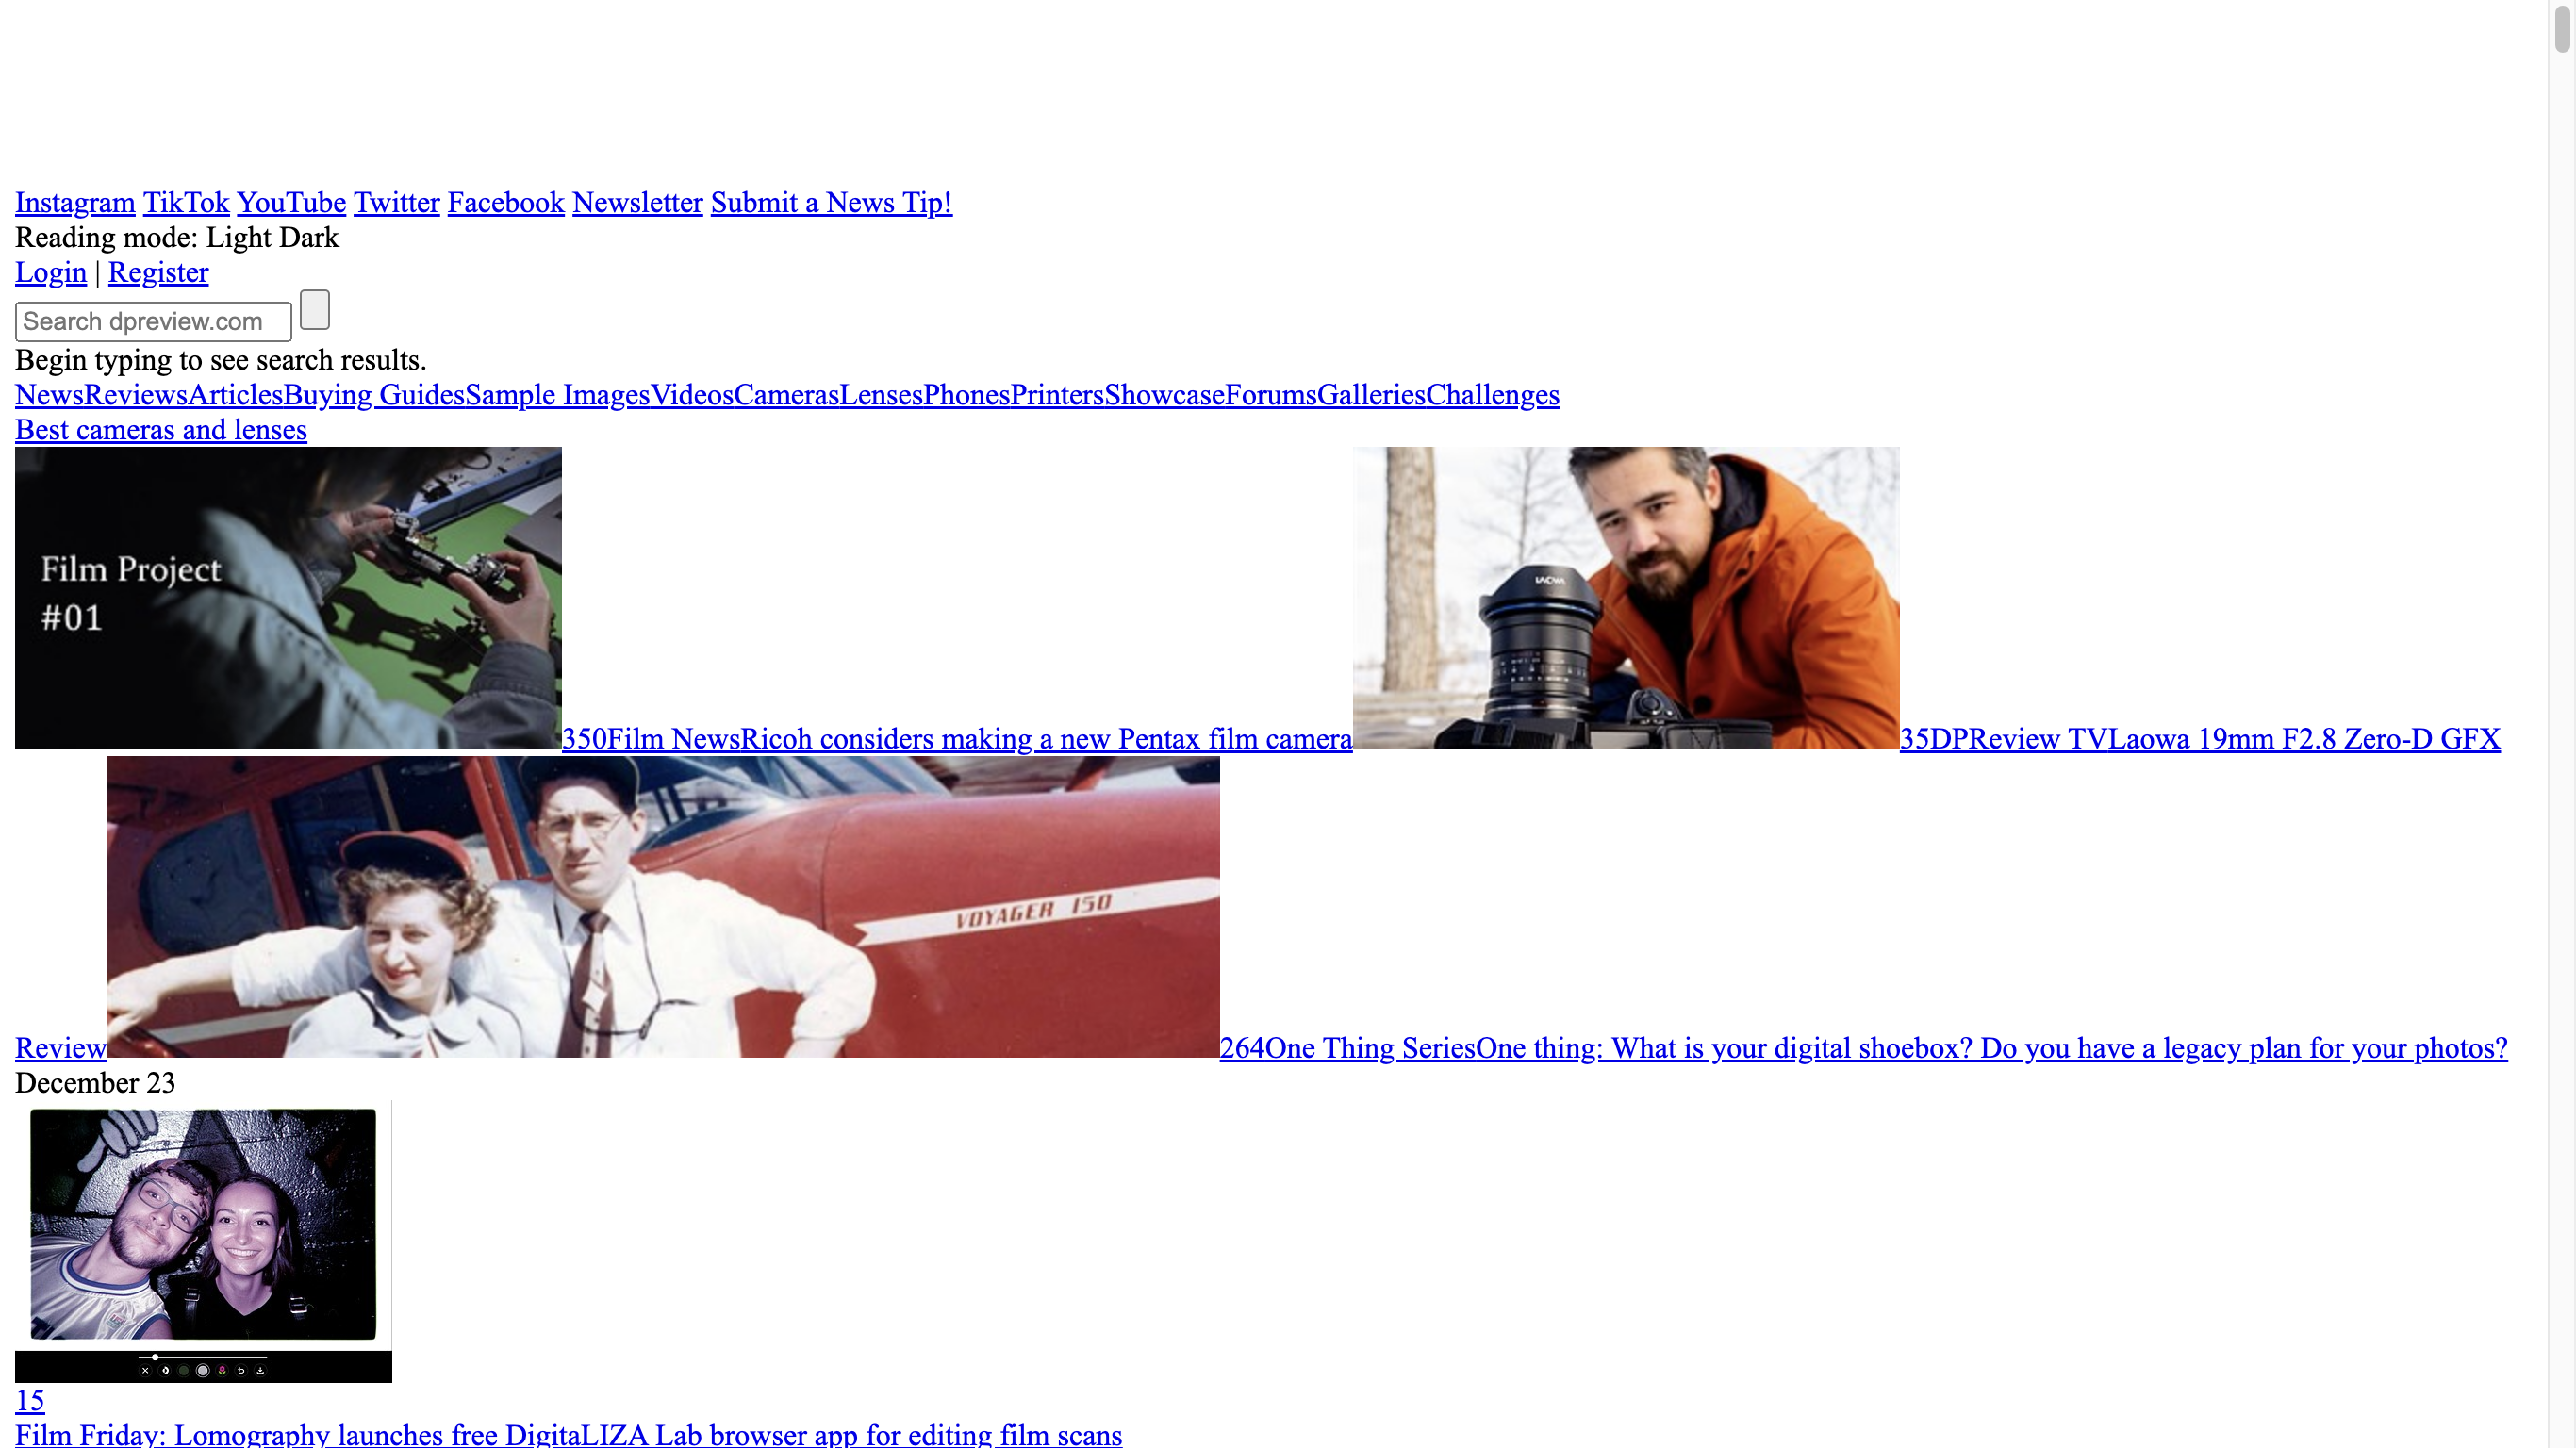 Instagram TikTok YouTube Twitter Facebook Newsletter Submit a News Tip!
Reading mode: Light Dark
Login | Register
Search dpreview.com
Begin typing to see search results.
NewsReviewsArticlesBuying GuidesSample ImagesVideosCamerasLensesPhonesPrintersShowcaseForumsGalleriesChallenges
Best cameras and lenses
Film Project
#01
LAOWA
350Film NewsRicoh considers making a new Pentax film camera
35DPReview TVLaowa 19mm F2.8 Zero-D GFX
Review
VOYAGER 150
264One Thing SeriesOne thing: What is your digital shoebox? Do you have a legacy plan for your photos?
December 23
15
Film Friday: Lomography launches free DigitaLIZA Lab browser app for editing film scans